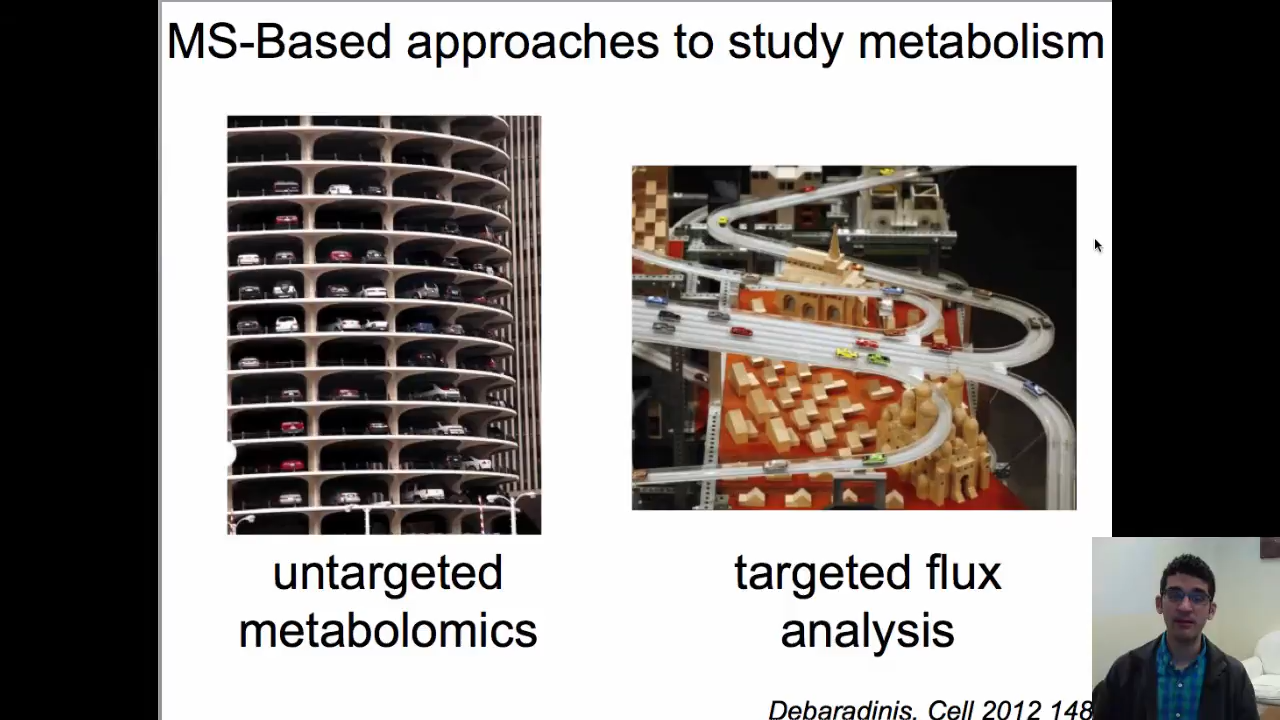 MS-Based approaches to study metabolism
untargeted
metabolomics
targeted flux
analysis
Debaradinis, Cell 2012 148